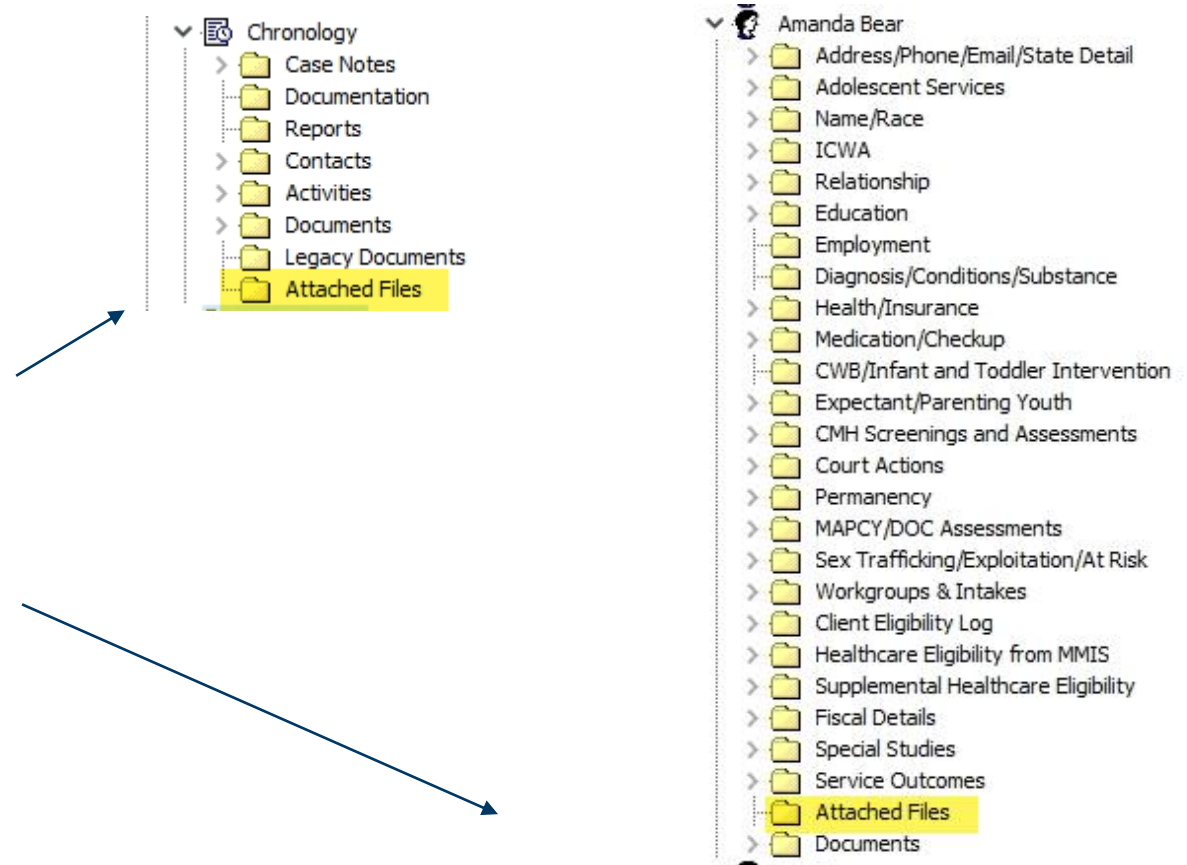 Chronology
Case Notes
Documentation
Reports
Contacts
Activities
Documents
Legacy Documents
Attached Files
Amanda Bear
Address/Phone/Email/State Detail
Adolescent Services
Name/Race
ICWA
Relationship
Education
Employment
Diagnosis/Conditions/Substance
Health/Insurance
Medication/Checkup
CWB/Infant and Toddler Intervention
Expectant/Parenting Youth
CMH Screenings and Assessments
Court Actions
Permanency
MAPCY/DOC Assessments
Sex Trafficking/Exploitation/At Risk
Workgroups & Intakes
Client Eligibility Log
Healthcare Eligibility from MMIS
Supplemental Healthcare Eligibility
Fiscal Details
Special Studies
Service Outcomes
Attached Files
Documents